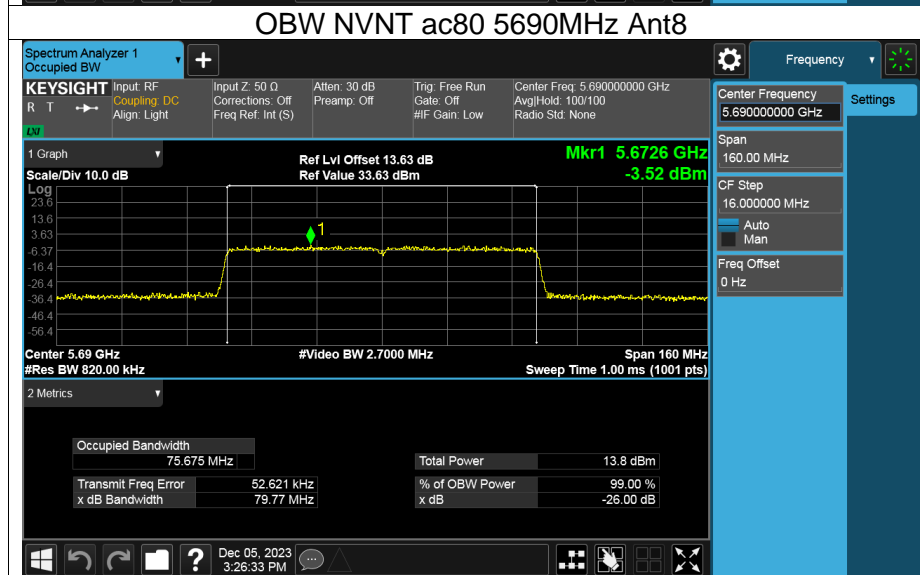 OBW NVNT ac80 5690MHz Ant8
Spectrum Analyzer 1
Occupied BW
+
Frequency
KEYSIGHT
R T
LXI
Input: RF
Coupling: DC
Align: Light
Input Z: 50 Ω
Corrections: Off
Freq Ref: Int (S)
Atten: 30 dB
Preamp: Off
Trig: Free Run
Gate: Off
#IF Gain: Low
Center Freq: 5.690000000 GHz
Avg|Hold: 100/100
Radio Std: None
Center Frequency
5.690000000 GHz
Settings
Span
160.00 MHz
CF Step
16.000000 MHz
Auto
Man
Freq Offset
0 Hz
1 Graph
Ref Lvl Offset 13.63 dB
Mkr1 5.6726 GHz
Scale/Div 10.0 dB
Ref Value 33.63 dBm
-3.52 dBm
Log
23.6
13.6
3.63
-6.37
-16.4
-26.4
-36.4
-46.4
-56.4
1
Center 5.69 GHz
#Video BW 2.7000 MHz
Span 160 MHz
#Res BW 820.00 kHz
Sweep Time 1.00 ms (1001 pts)
2 Metrics
Occupied Bandwidth
75.675 MHz
Total Power 13.8 dBm
Transmit Freq Error 52.621 kHz
% of OBW Power 99.00 %
x dB Bandwidth 79.77 MHz
x dB -26.00 dB
?
Dec 05, 2023
3:26:33 PM